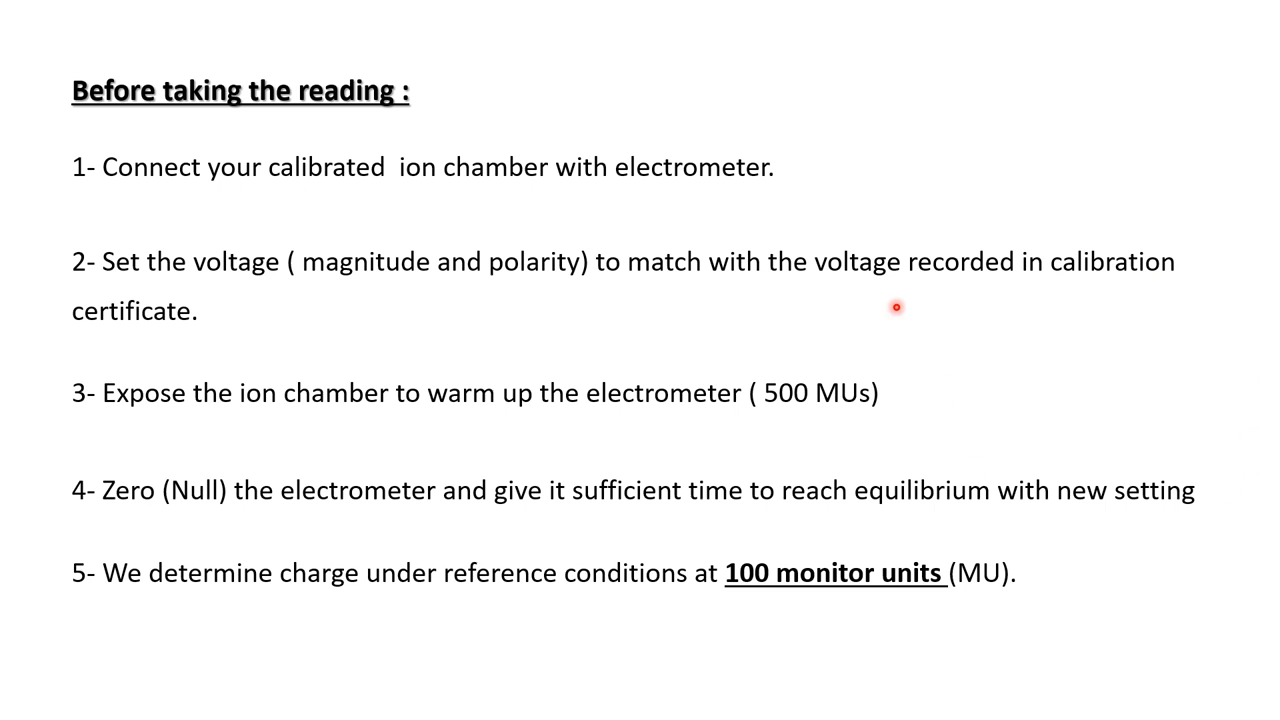 Before taking the reading :
1- Connect your calibrated  ion chamber with electrometer.
2- Set the voltage ( magnitude and polarity) to match with the voltage recorded in calibration
certificate.
3- Expose the ion chamber to warm up the electrometer ( 500 MUs)
4- Zero (Null) the electrometer and give it sufficient time to reach equilibrium with new setting
5- We determine charge under reference conditions at 100 monitor units (MU).